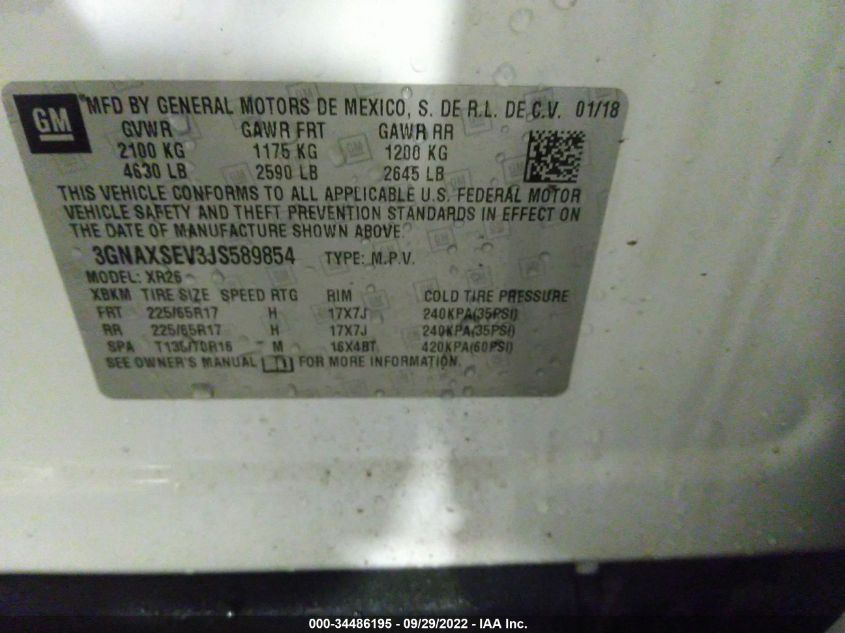 GM
MFD BY GENERAL MOTORS DE MEXICO, S. DE R.L. DE C.V. 01/18
GVWR GAWR FRT GAWR RR
2100 KG 1175 KG 1200 KG
4630 LB 2590 LB 2645 LB
THIS VEHICLE CONFORMS TO ALL APPLICABLE U.S. FEDERAL MOTOR
VEHICLE SAFETY AND THEFT PREVENTION STANDARDS IN EFFECT ON
THE DATE OF MANUFACTURE SHOWN ABOVE
3GNAXSEV3JS589854 TYPE: M.P.V.
MODEL: XR26
XBKM TIRE SIZE SPEED RTG RIM COLD TIRE PRESSURE
FRT 225/65R17 H 17X7J 240KPA(35PSI)
RR 225/65R17 H 17X7J 240KPA(35PSI)
SPA T135/70R16 M 16X4BT 420KPA(60PSI)
SEE OWNER'S MANUAL FOR MORE INFORMATION.
000-34486195 - 09/29/2022 - IAA Inc.